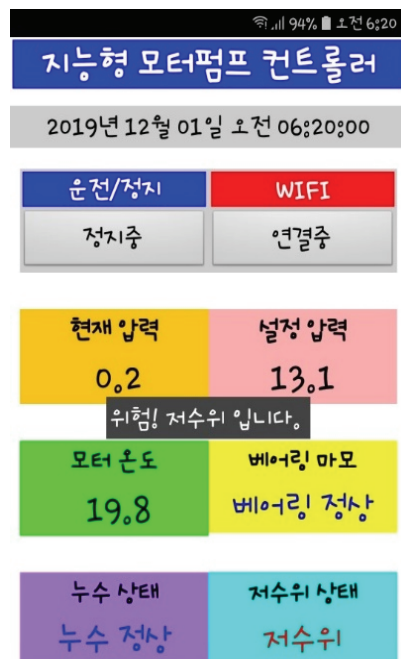 94% 오전 6:20
지능형 모터펌프 컨트롤러
2019년 12월 01일 오전 06:20:00
운전/정지 WIFI
정지중 연결중
현재 압력 설정 압력
0.2 13.1
위험! 저수위 입니다.
모터 온도 베어링 마모
19.8 베어링 정상
누수 상태 저수위 상태
누수 정상 저수위